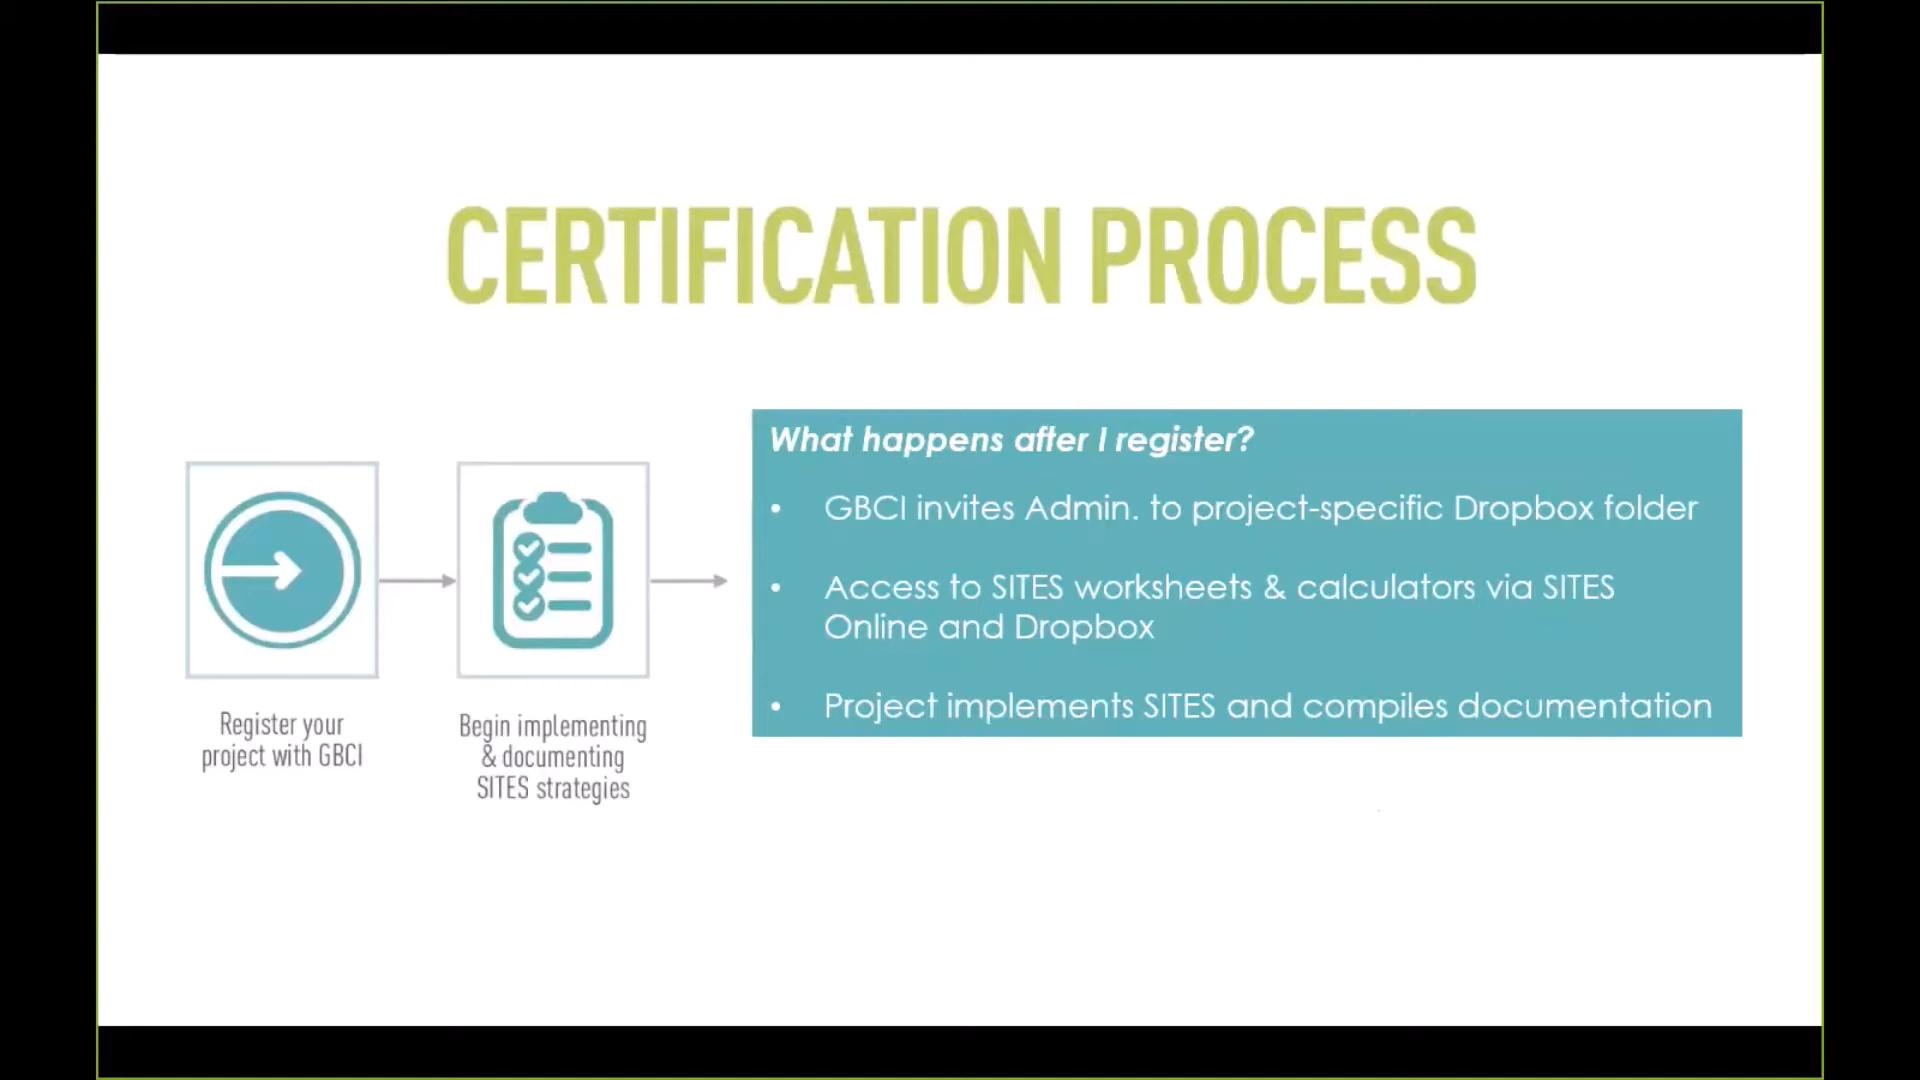 CERTIFICATION PROCESS
What happens after I register?
• GBCI invites Admin. to project-specific Dropbox folder
• Access to SITES worksheets & calculators via SITES
Online and Dropbox
• Project implements SITES and compiles documentation
Register your
project with GBCI
Begin implementing
& documenting
SITES strategies